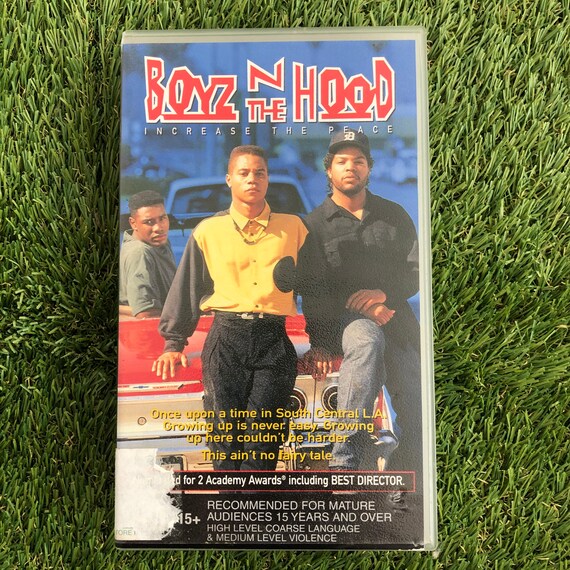 BOYZ N THE HOOD
INCREASE THE PEACE
Once upon a time in South Central L.A.
Growing up is never easy. Growing
up here couldn't be harder.
This ain't no fairy tale.
for 2 Academy Awards® including BEST DIRECTOR.
15+
RECOMMENDED FOR MATURE
AUDIENCES 15 YEARS AND OVER
HIGH LEVEL COARSE LANGUAGE
& MEDIUM LEVEL VIOLENCE